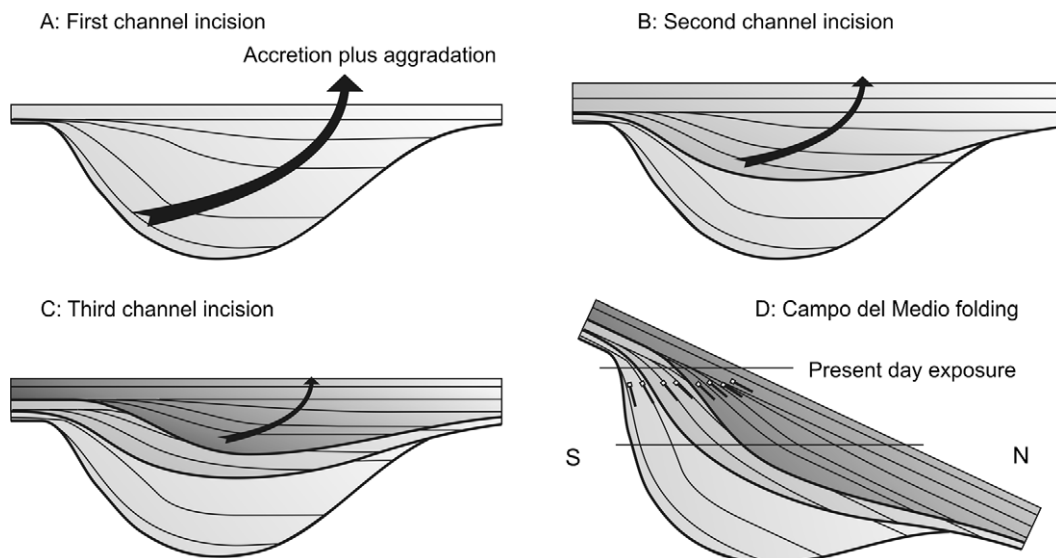 A: First channel incision
Accretion plus aggradation
B: Second channel incision
C: Third channel incision
D: Campo del Medio folding
Present day exposure
S
N